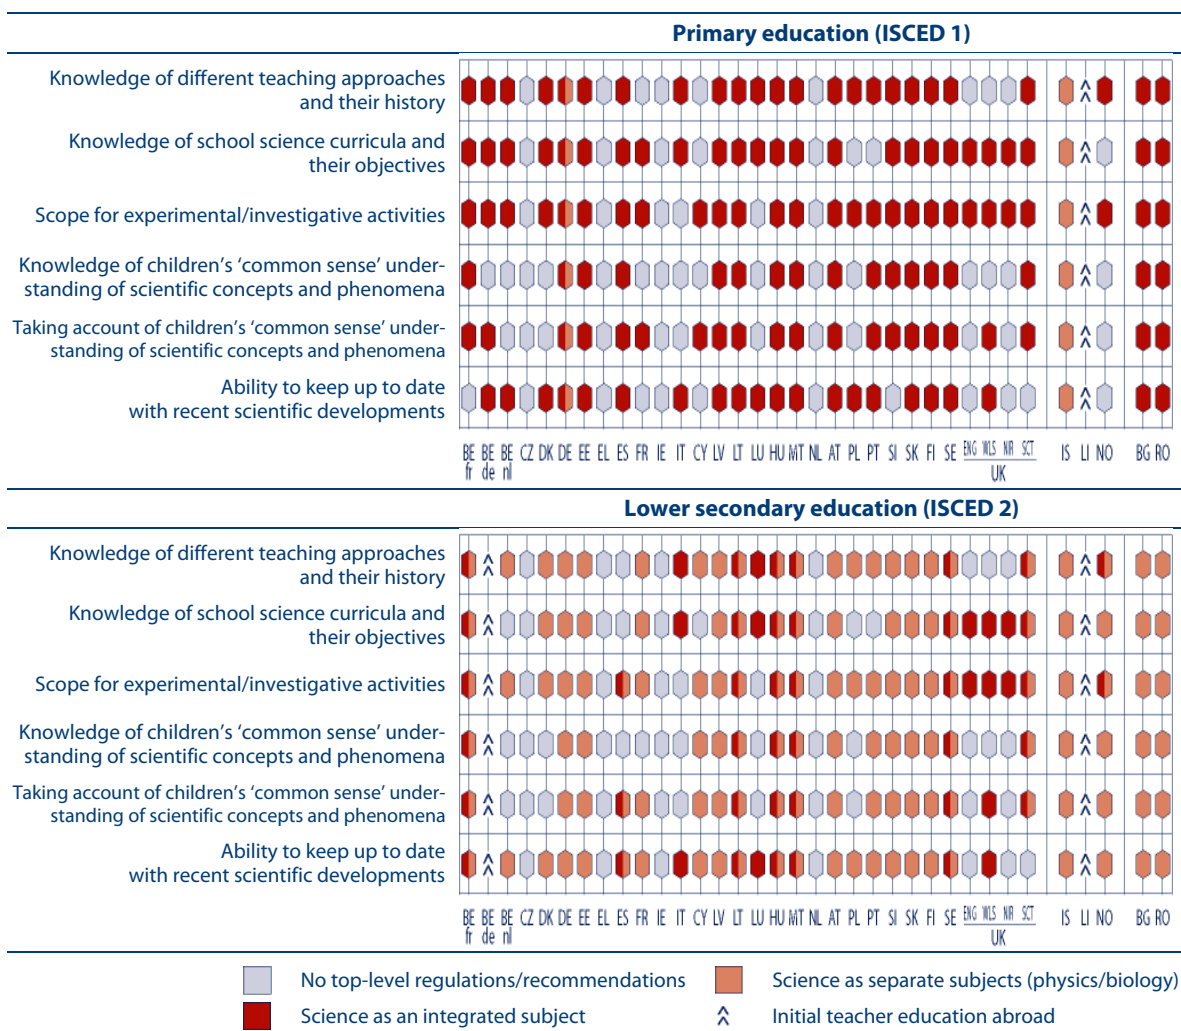 Primary education (ISCED 1)
Knowledge of different teaching approaches
and their history
Knowledge of school science curricula and
their objectives
Scope for experimental/investigative activities
Knowledge of children's 'common sense' under-
standing of scientific concepts and phenomena
Taking account of children's 'common sense' under-
standing of scientific concepts and phenomena
Ability to keep up to date
with recent scientific developments
BE BE BE CZ DK DE EE EL ES FR IE IT CY LV LT LU HU MT NL AT PL PT SI SK FI SE ENG WLS NIR SCT IS LI NO BG RO
fr de nl UK
Lower secondary education (ISCED 2)
Knowledge of different teaching approaches
and their history
Knowledge of school science curricula and
their objectives
Scope for experimental/investigative activities
Knowledge of children's 'common sense' under-
standing of scientific concepts and phenomena
Taking account of children's 'common sense' under-
standing of scientific concepts and phenomena
Ability to keep up to date
with recent scientific developments
BE BE BE CZ DK DE EE EL ES FR IE IT CY LV LT LU HU MT NL AT PL PT SI SK FI SE ENG WLS NIR SCT IS LI NO BG RO
fr de nl UK
No top-level regulations/recommendations Science as separate subjects (physics/biology)
Science as an integrated subject Initial teacher education abroad